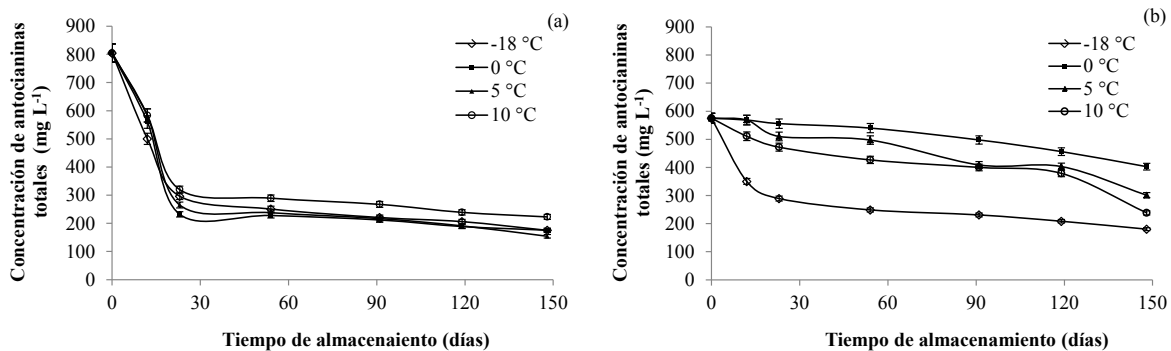 (a)
Concentración de antocianinas
totales (mg L-1)
900
800
700
600
500
400
300
200
100
0
-18 °C
0 °C
5 °C
10 °C
0 30 60 90 120 150
Tiempo de almacenaiento (días)
(b)
Concentración de antocianinas
totales (mg L-1)
900
800
700
600
500
400
300
200
100
0
-18 °C
0 °C
5 °C
10 °C
0 30 60 90 120 150
Tiempo de almacenamiento (días)